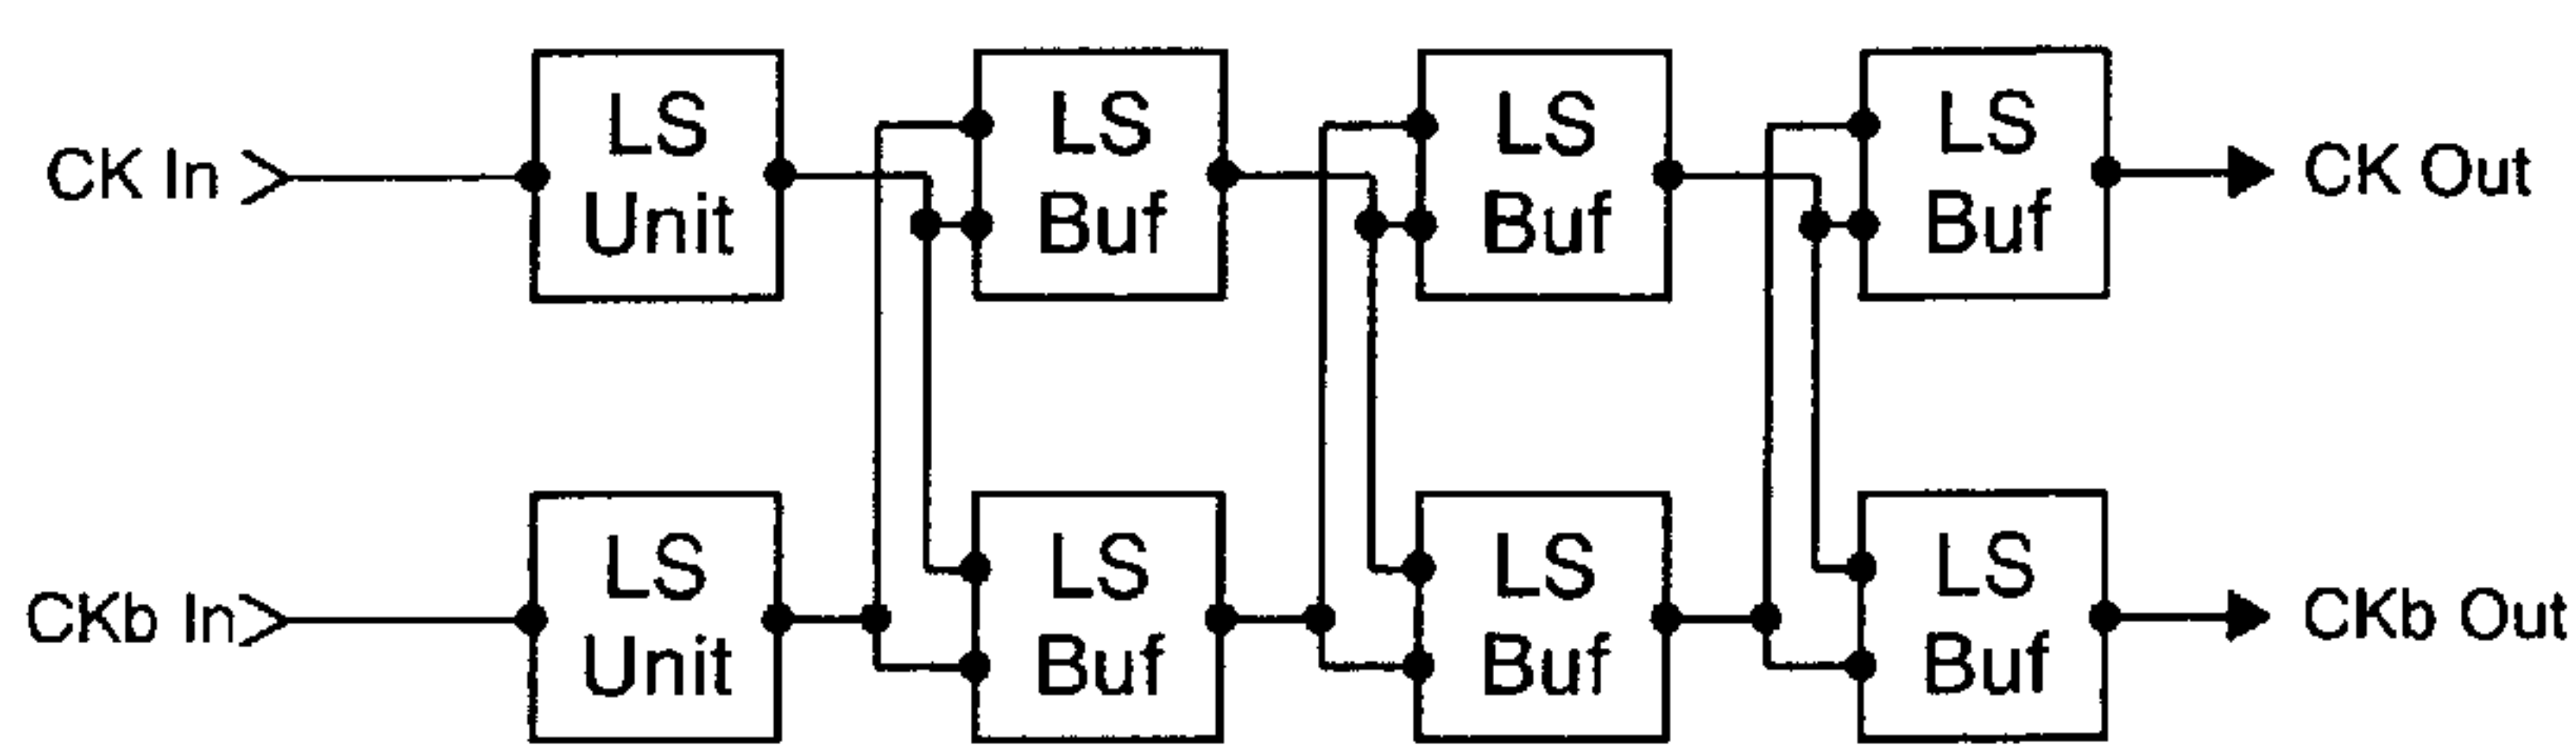 CK In
LS
Unit
LS
Buf
LS
Buf
LS
Buf
CK Out
CKb In
LS
Unit
LS
Buf
LS
Buf
LS
Buf
CKb Out